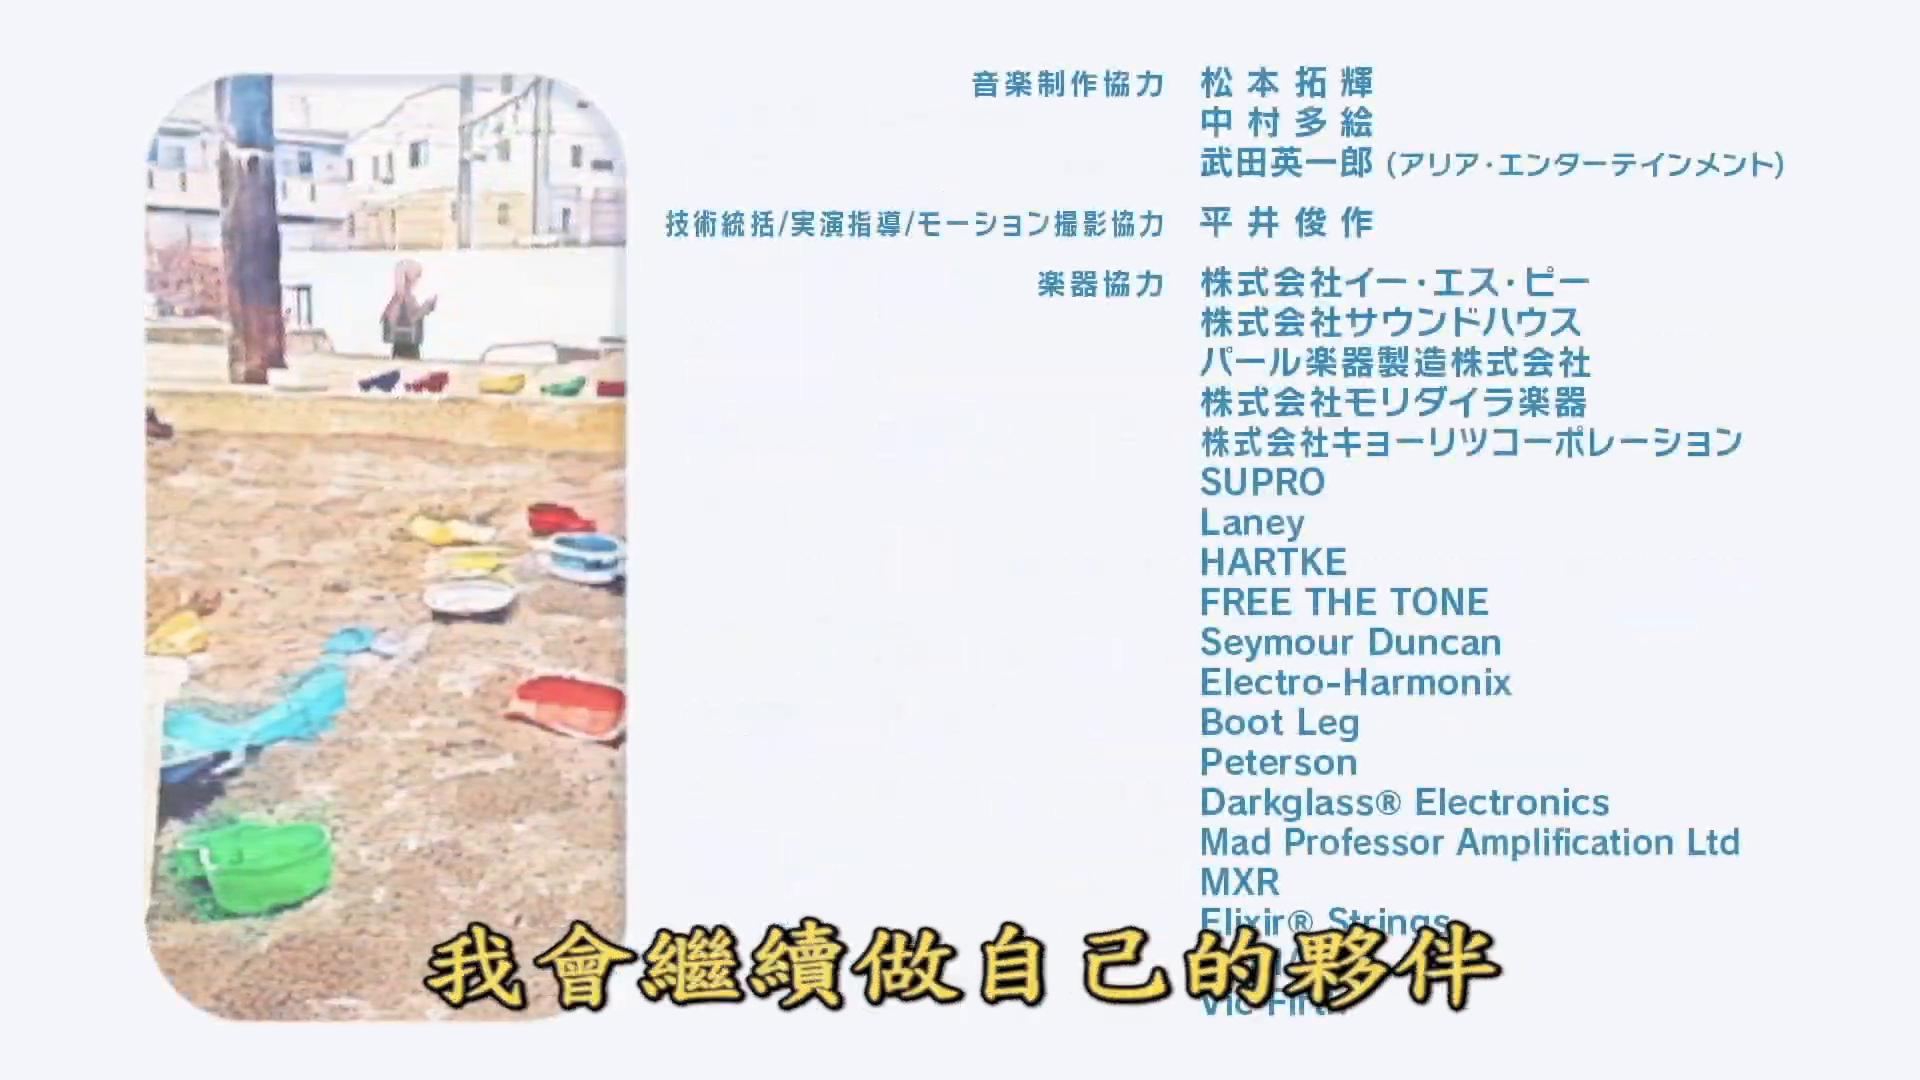 音楽制作協力 松本拓輝
中村多絵
武田英一郎（アリア・エンターテインメント）
技術統括/実演指導/モーション撮影協力 平井俊作
楽器協力 株式会社イー・エス・ピー
株式会社サウンドハウス
パール楽器製造株式会社
株式会社モリダイラ楽器
株式会社キョーリツコーポレーション
SUPRO
Laney
HARTKE
FREE THE TONE
Seymour Duncan
Electro-Harmonix
Boot Leg
Peterson
Darkglass® Electronics
Mad Professor Amplification Ltd
MXR
Elixir® Strings
我會繼續做自己的夥伴
Vic Firth